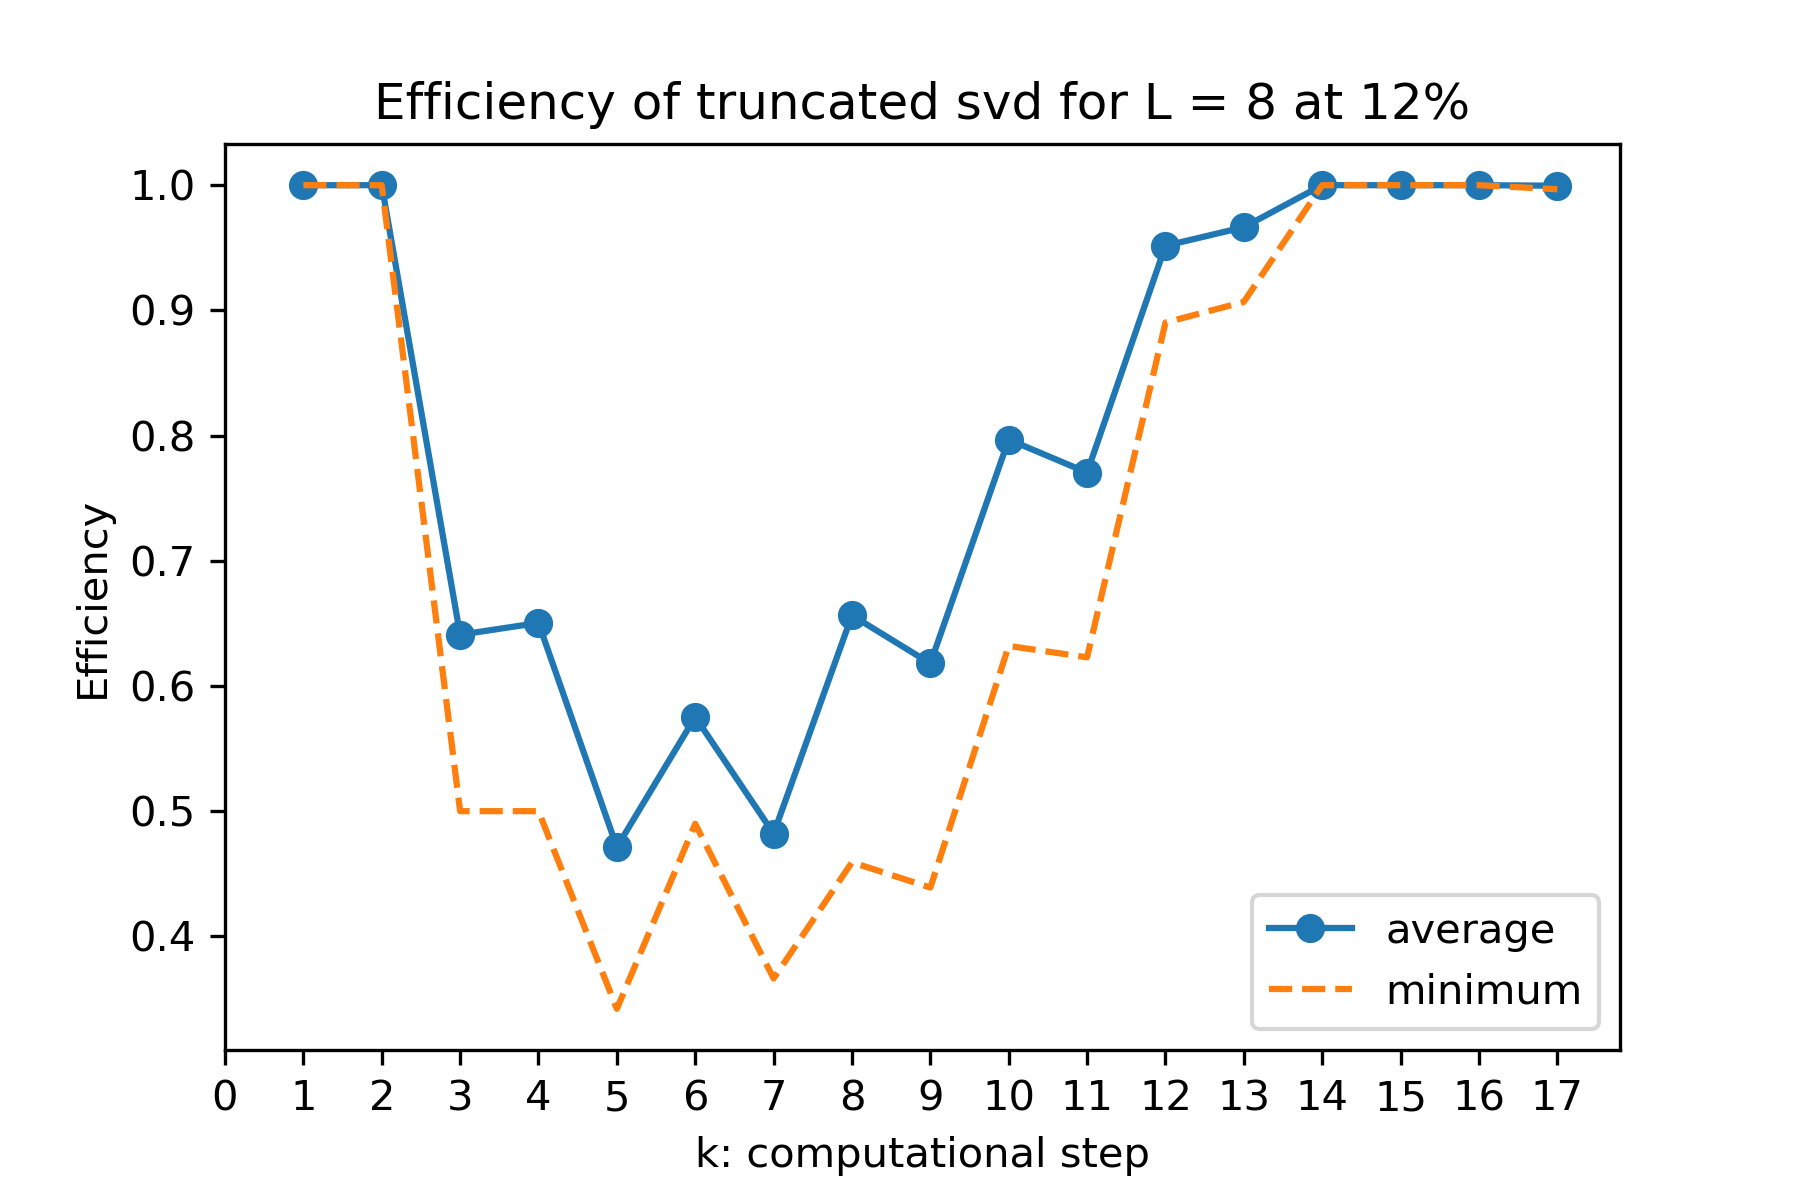 Efficiency of truncated svd for L = 8 at 12%
Efficiency
1.0
0.9
0.8
0.7
0.6
0.5
0.4
average
minimum
0 1 2 3 4 5 6 7 8 9 10 11 12 13 14 15 16 17
k: computational step